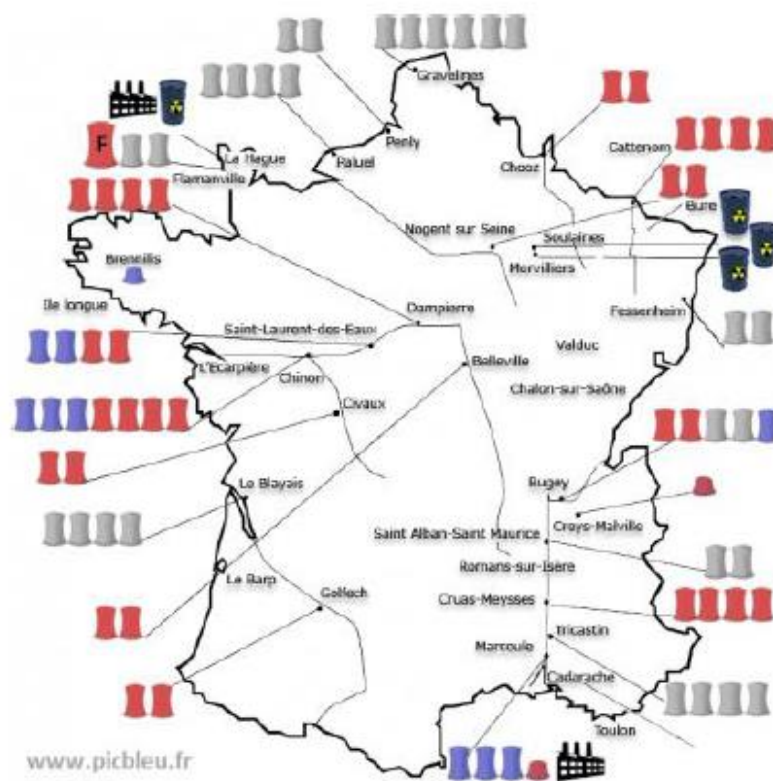 Gravelines
Penly
Paluel
La Hague
F
Flamanville
Chooz
Cattenom
Bure
Nogent sur Seine
Soulaines
Morvilliers
Brennilis
Ile longue
Dampierre
Saint-Laurent-des-Eaux
Fessenheim
L'Ecarpière
Chinon
Belleville
Valduc
Chalon-sur-Saône
Civaux
Le Blayais
Bugey
Creys-Malville
Saint Alban-Saint Maurice
Romans-sur-Isère
Le Barp
Golfech
Cruas-Meysses
Tricastin
Marcoule
Cadarache
Toulon
www.picbleu.fr